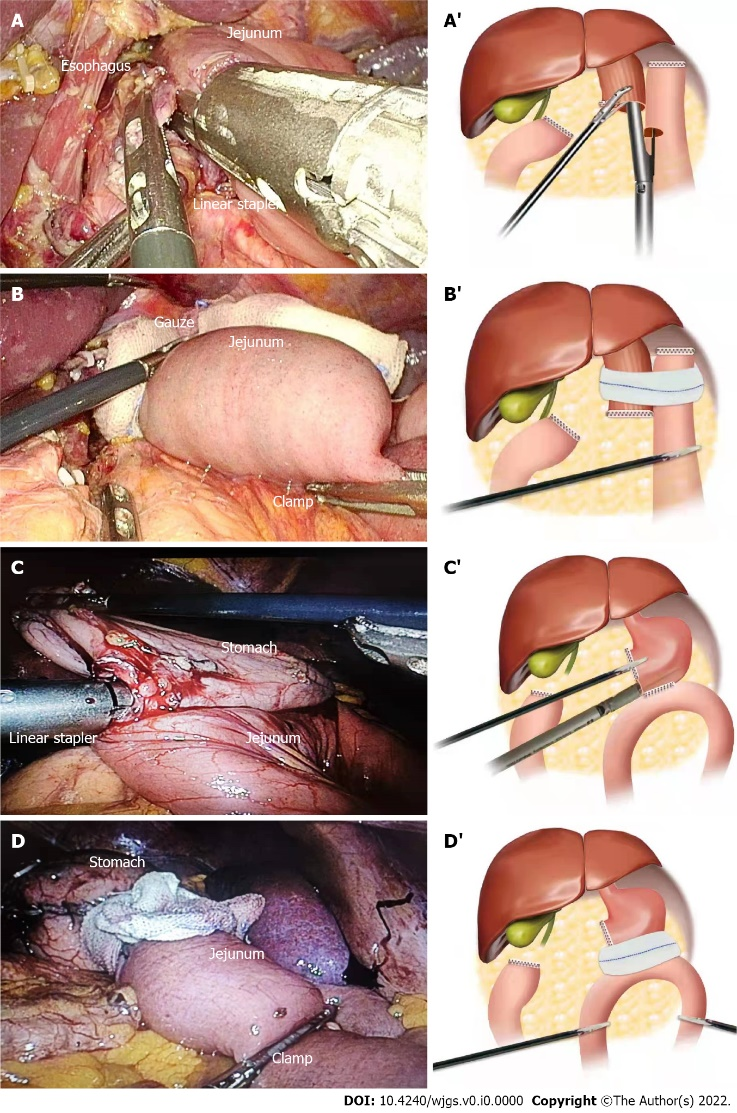 A
Jejunum
Esophagus
Linear stapler
A'
B
Gauze
Jejunum
Clamp
B'
C
Stomach
Linear stapler
Jejunum
C'
D
Stomach
Jejunum
Clamp
D'
DOI: 10.4240/wjgs.v0.i0.0000 Copyright ©The Author(s) 2022.